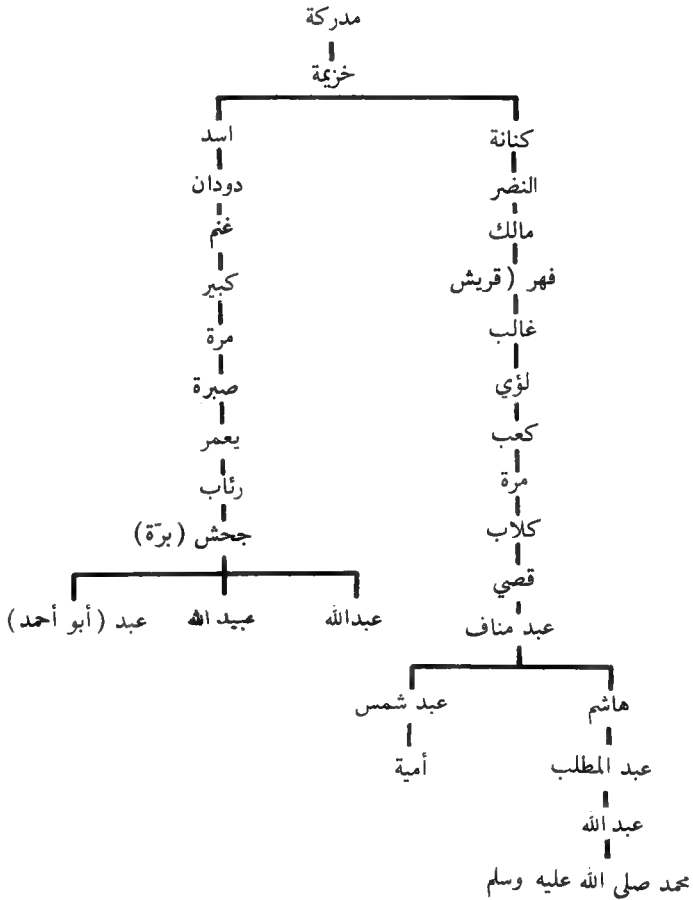 مدركة
خزيمة
كنانة
النضر
مالك
فهر (قريش
غالب
لؤي
كعب
مرة
كلاب
قصي
عبد مناف
هاشم
عبد المطلب
عبد الله
محمد صلى الله عليه وسلم
عبد شمس
أمية
اسد
دودان
غنم
كبير
مرة
صبرة
يعمر
رئاب
جحش (برّة)
عبدالله
عبيد الله
عبد (أبو أحمد)